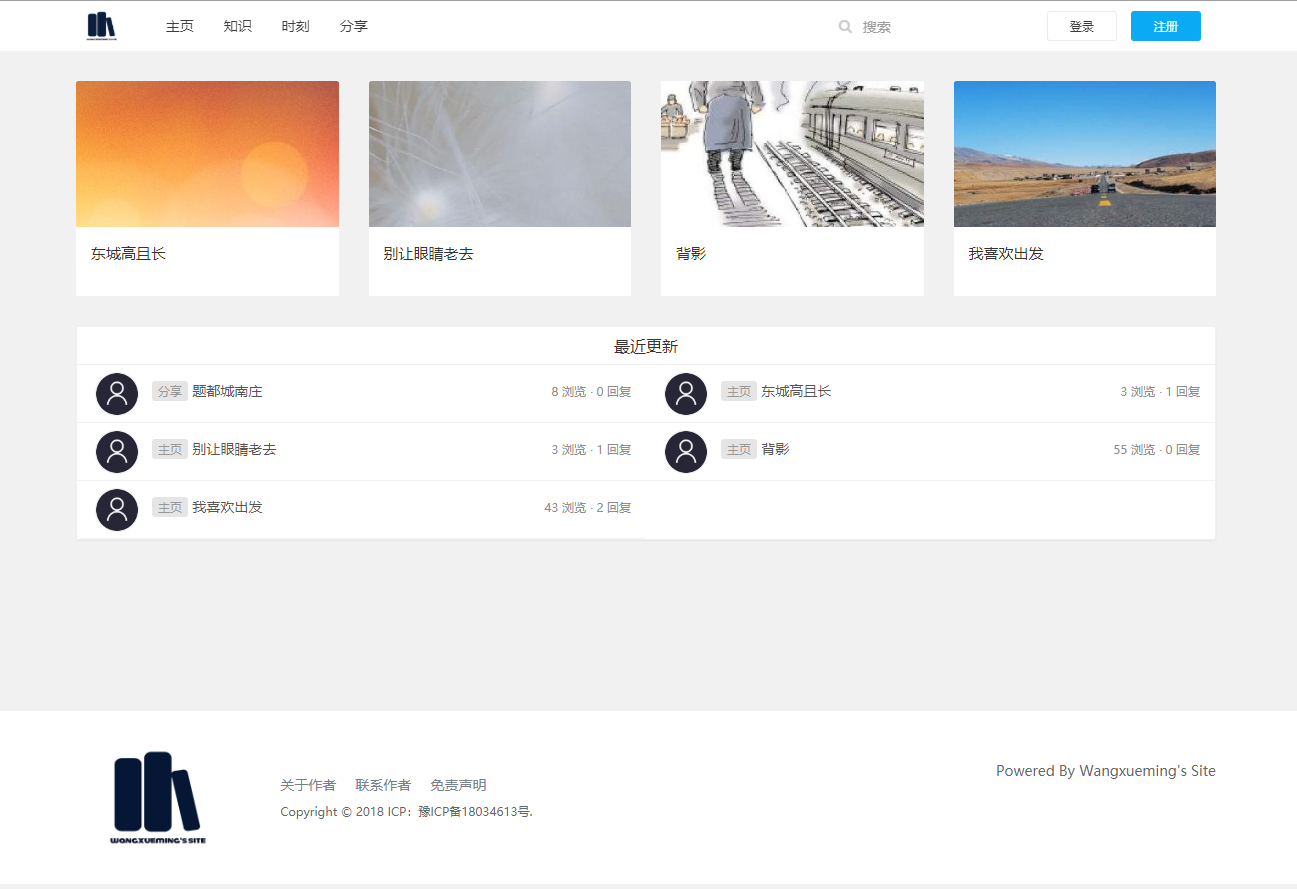 主页 知识 时刻 分享 搜索 登录 注册
东城高且长 别让眼睛老去 背影 我喜欢出发
最近更新
分享 题都城南庄 8 浏览 · 0 回复 主页 东城高且长 3 浏览 · 1 回复
主页 别让眼睛老去 3 浏览 · 1 回复 主页 背影 55 浏览 · 0 回复
主页 我喜欢出发 43 浏览 · 2 回复
Powered By Wangxueming's Site
关于作者 联系作者 免责声明
Copyright © 2018 ICP：豫ICP备18034613号.
WANGXUEMING'S SITE